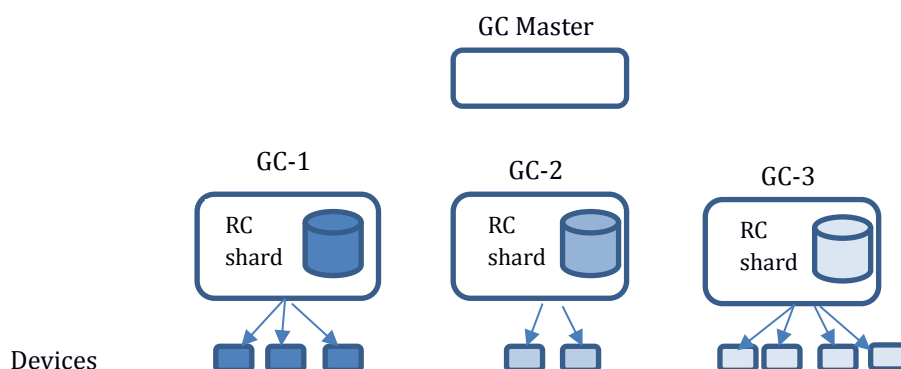 GC Master
GC-1
GC-2
GC-3
RC
shard
RC
shard
RC
shard
Devices